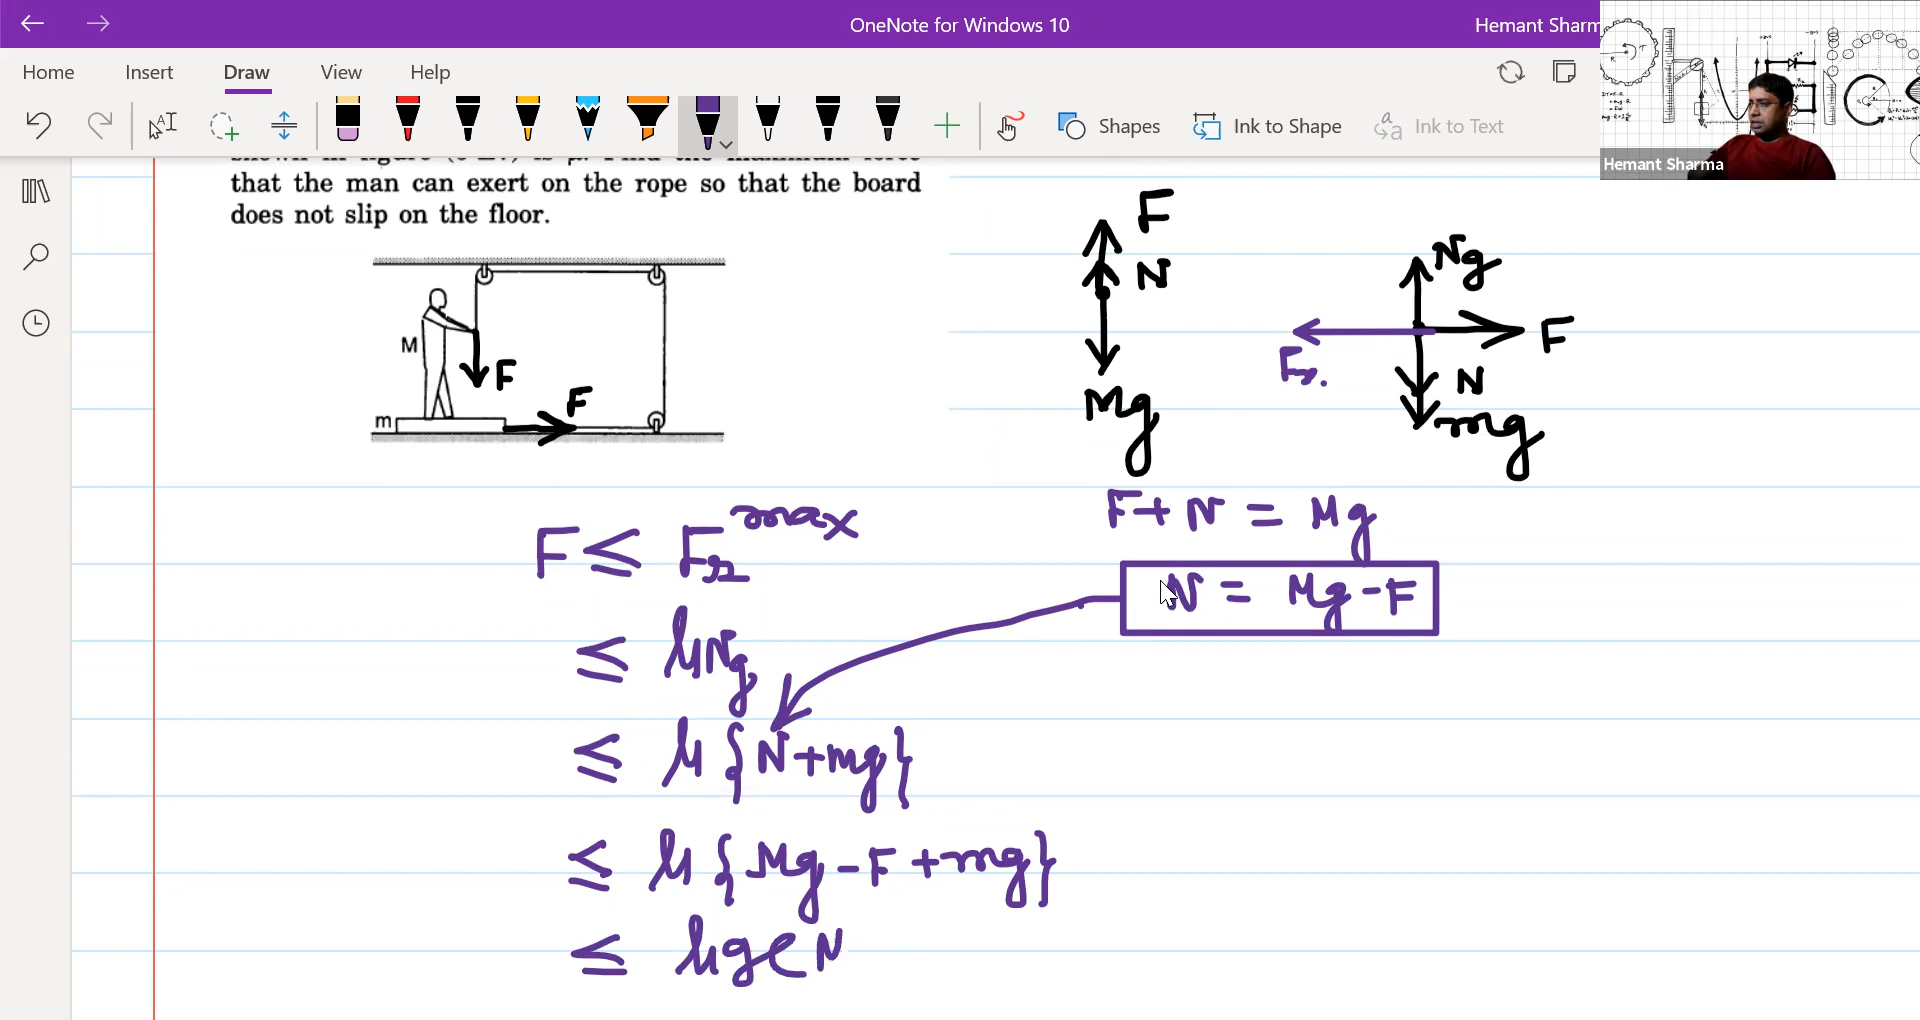 OneNote for Windows 10
Hemant Sharm
Home Insert Draw View Help
Shapes Ink to Shape Ink to Text
Hemant Sharma
that the man can exert on the rope so that the board
does not slip on the floor.
M
F
F
m
F
N
Mg
Ng
F
Fr.
N
mg
F + N = Mg
N = Mg - F
F ≤ Fr max
≤ μNg
≤ μ{N+mg}
≤ μ{Mg-F+mg}